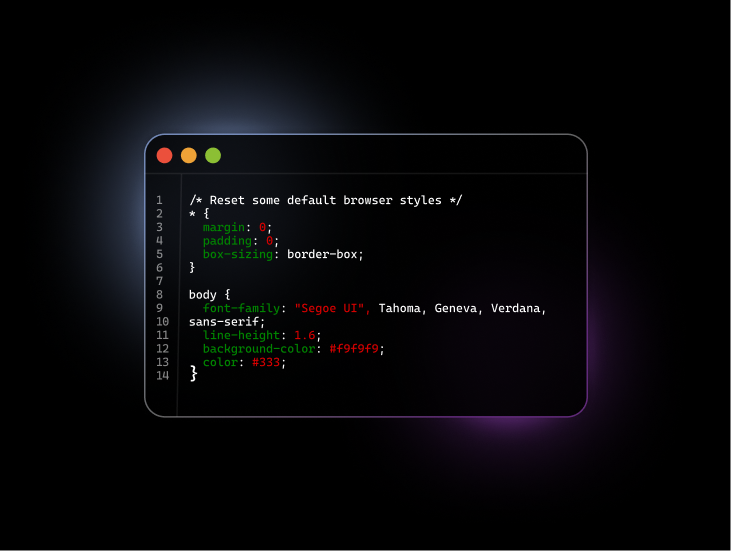 1 /* Reset some default browser styles */
2 * {
3   margin: 0;
4   padding: 0;
5   box-sizing: border-box;
6 }
7
8 body {
9   font-family: "Segoe UI", Tahoma, Geneva, Verdana,
10 sans-serif;
11   line-height: 1.6;
12   background-color: #f9f9f9;
13   color: #333;
14 }